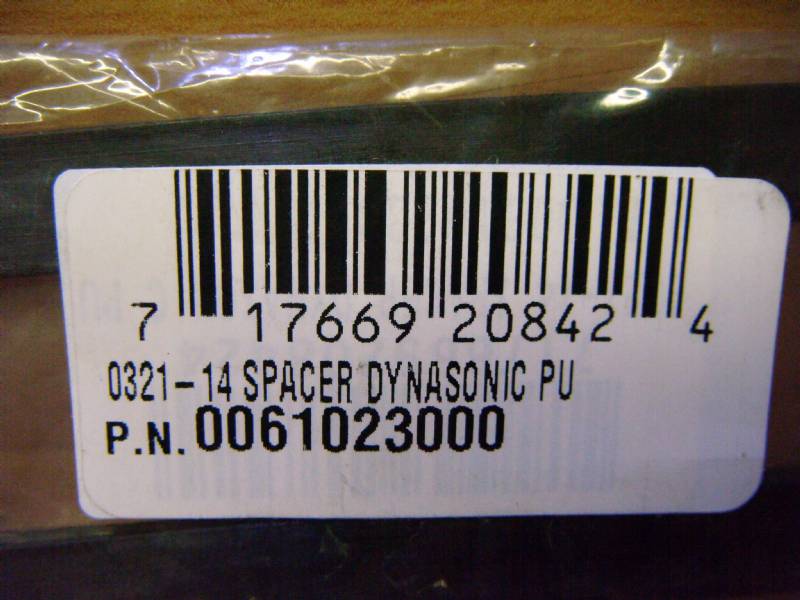 7 17669 20842 4
0321-14 SPACER DYNASONIC PU
P.N. 0061023000